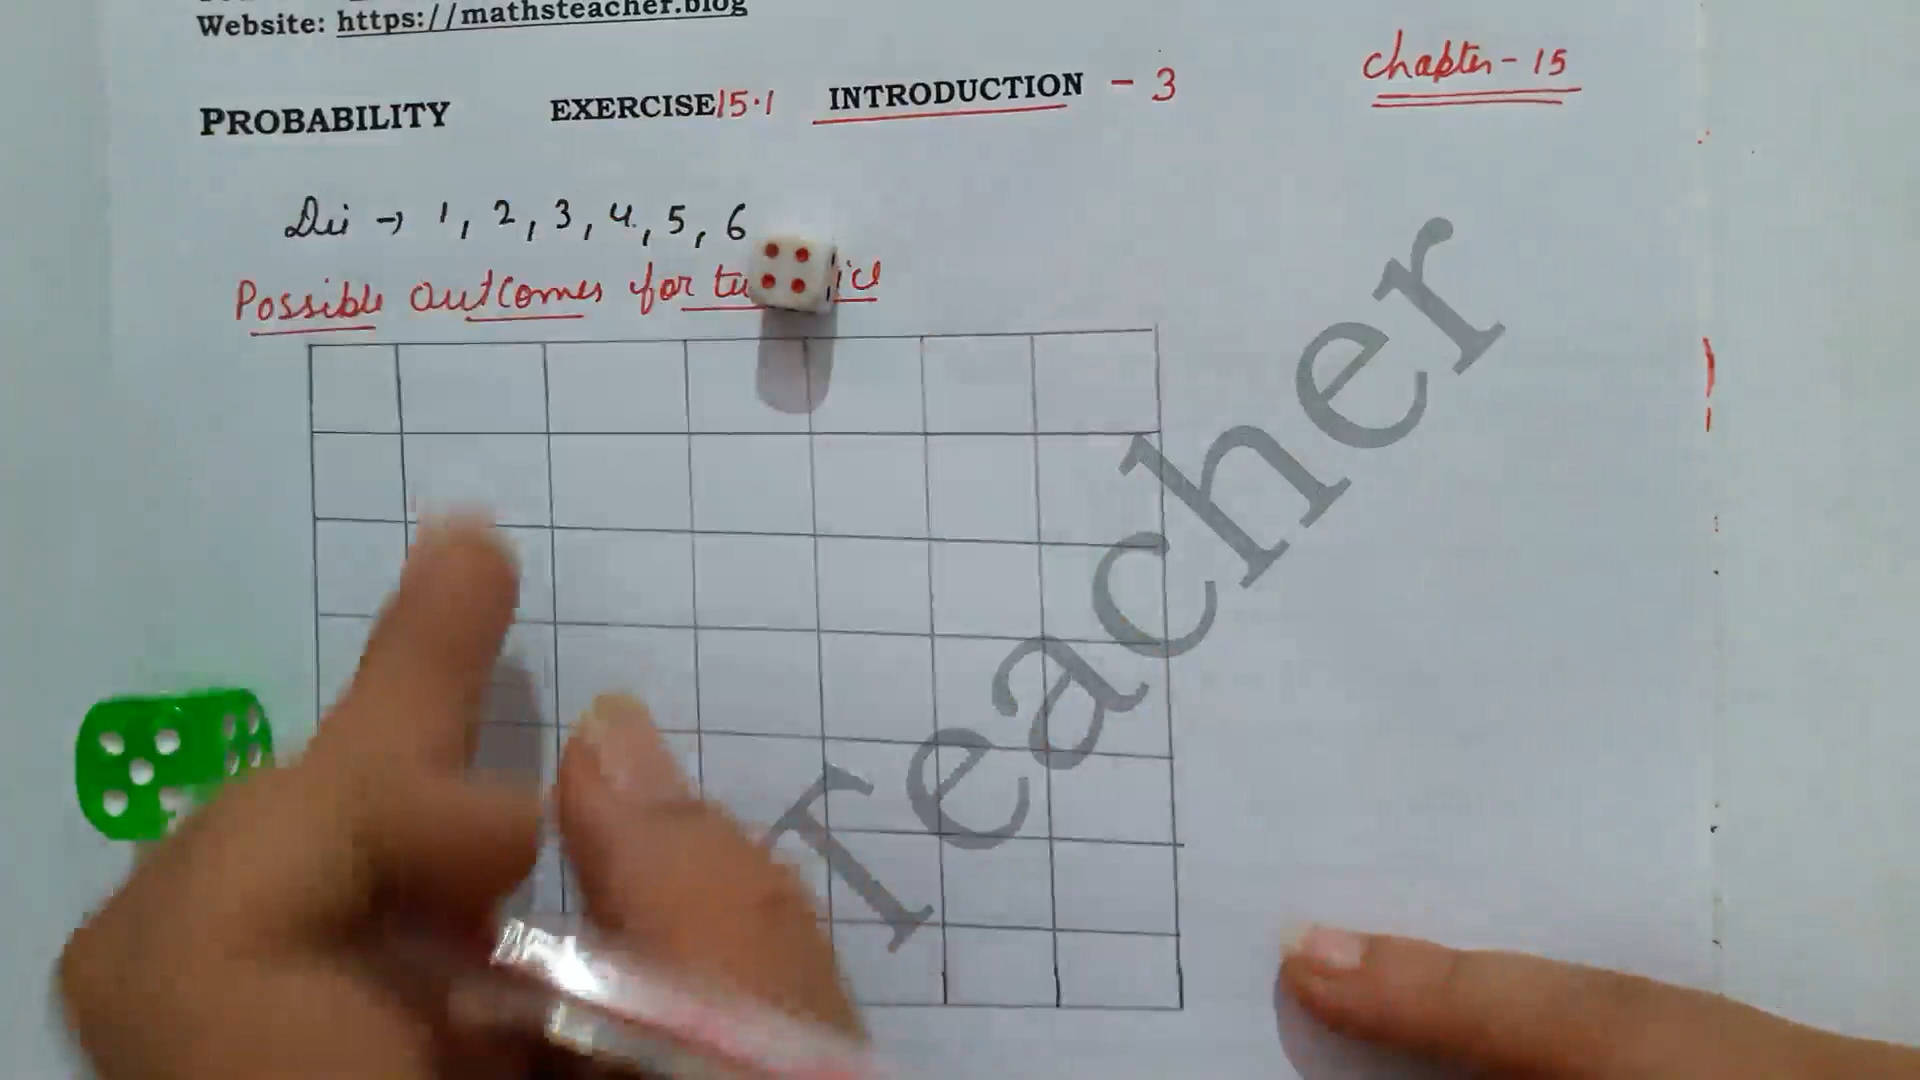 Website: https://mathsteacher.blog
PROBABILITY EXERCISE 15.1 INTRODUCTION - 3
Chapter - 15
Die → 1, 2, 3, 4, 5, 6
Possible outcomes for
Teacher